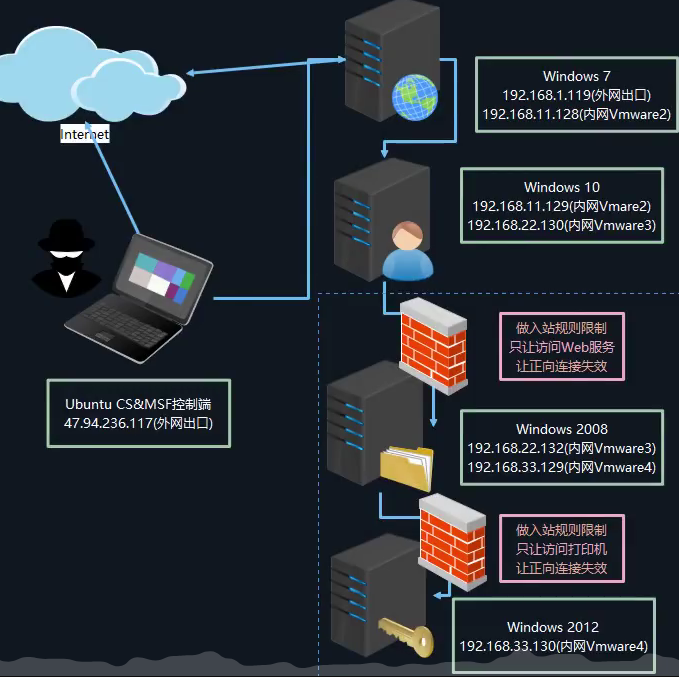 Internet
Windows 7
192.168.1.119(外网出口)
192.168.11.128(内网Vmware2)
Windows 10
192.168.11.129(内网Vmare2)
192.168.22.130(内网Vmware3)
做入站规则限制
只让访问Web服务
让正向连接失效
Ubuntu CS&MSF控制端
47.94.236.117(外网出口)
Windows 2008
192.168.22.132(内网Vmware3)
192.168.33.129(内网Vmware4)
做入站规则限制
只让访问打印机
让正向连接失效
Windows 2012
192.168.33.130(内网Vmware4)